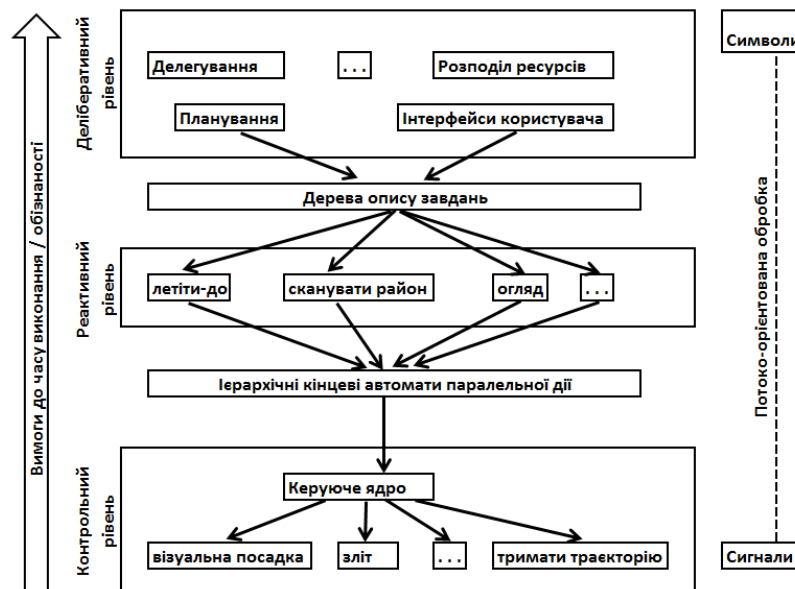 Вимоги до часу виконання / обізнаності
Деліберативний
рівень
Делегування
. . .
Розподіл ресурсів
Планування
Інтерфейси користувача
Символи
Дерева опису завдань
Реактивний
рівень
летіти-до
сканувати район
огляд
. . .
Потоко-орієнтована обробка
Ієрархічні кінцеві автомати паралельної дії
Контрольний
рівень
Керуюче ядро
візуальна посадка
зліт
. . .
тримати траєкторію
Сигнали